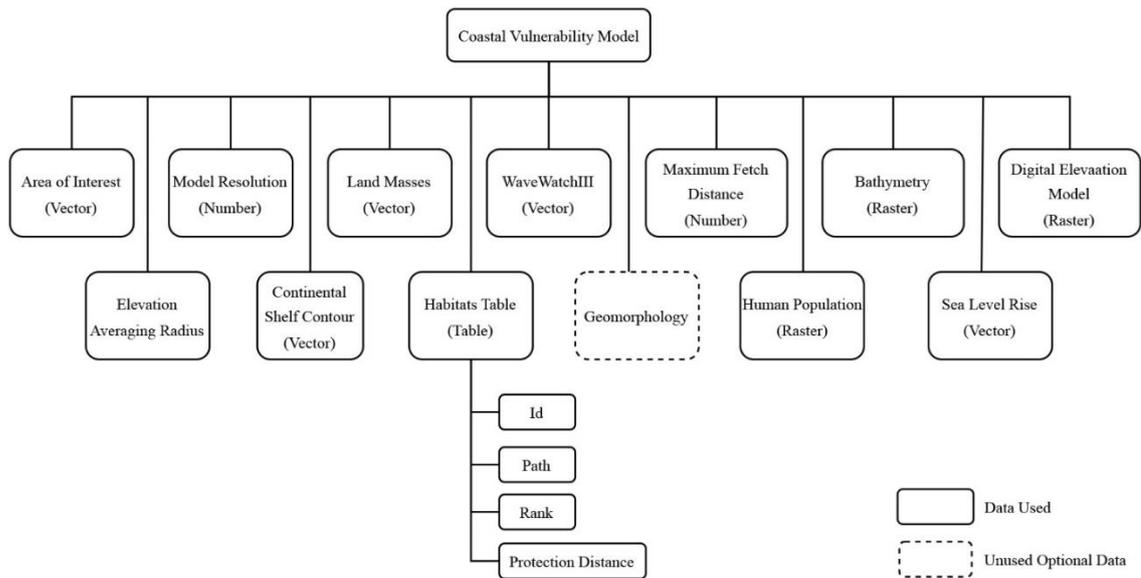 Coastal Vulnerability Model
Area of Interest
(Vector)
Model Resolution
(Number)
Land Masses
(Vector)
WaveWatchIII
(Vector)
Maximum Fetch
Distance
(Number)
Bathymetry
(Raster)
Digital Elevaation
Model
(Raster)
Elevation
Averaging Radius
Continental
Shelf Contour
(Vector)
Habitats Table
(Table)
Geomorphology
Human Population
(Raster)
Sea Level Rise
(Vector)
Id
Path
Rank
Protection Distance
Data Used
Unused Optional Data